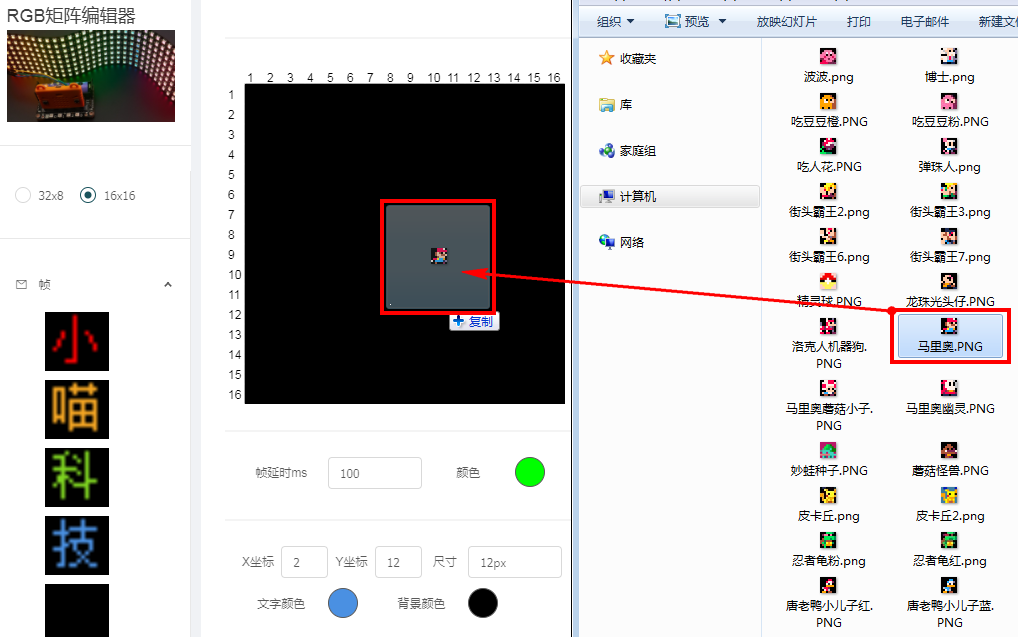 RGB矩阵编辑器
32x8
16x16
帧
小
喵
科
技
1 2 3 4 5 6 7 8 9 10 11 12 13 14 15 16
1
2
3
4
5
6
7
8
9
10
11
12
13
14
15
16
复制
帧延时ms
100
颜色
X坐标
2
Y坐标
12
尺寸
12px
文字颜色
背景颜色
组织
预览
放映幻灯片
打印
电子邮件
新建文
收藏夹
库
家庭组
计算机
网络
波波.png
博士.png
吃豆豆橙.PNG
吃豆豆粉.PNG
吃人花.PNG
弹珠人.png
街头霸王2.png
街头霸王3.png
街头霸王6.png
街头霸王7.png
精灵球.PNG
龙珠光头仔.PNG
洛克人机器狗.
PNG
马里奥.PNG
马里奥蘑菇小子.
PNG
马里奥幽灵.PNG
妙蛙种子.PNG
蘑菇怪兽.PNG
皮卡丘.png
皮卡丘2.png
忍者龟粉.png
忍者龟红.png
唐老鸭小儿子红.
PNG
唐老鸭小儿子蓝.
PNG